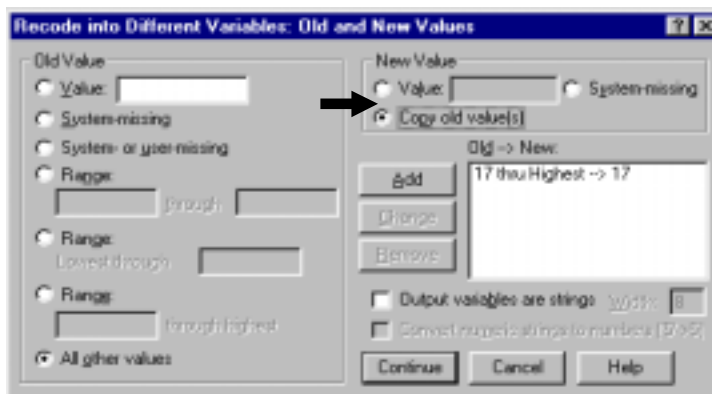 Recode into Different Variables: Old and New Values
Old Value
Value:
System-missing
System- or user-missing
Range:
through
Range:
Lowest through
Range:
through highest
All other values
New Value
Value:
System-missing
Copy old value(s)
Old --> New:
17 thru Highest --> 17
Add
Change
Remove
Output variables are strings
Width: 8
Convert numeric strings to numbers ('5'->5)
Continue
Cancel
Help